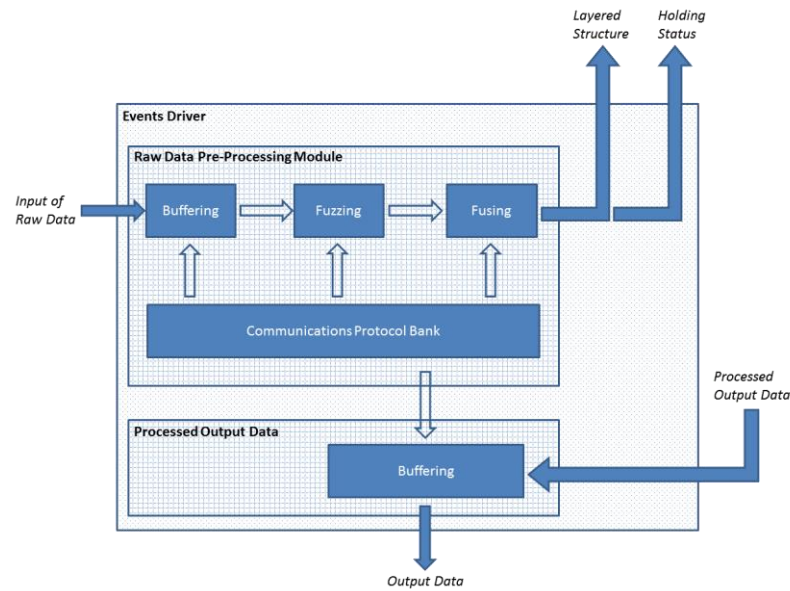 Layered
Structure
Holding
Status
Events Driver
Raw Data Pre-Processing Module
Input of
Raw Data
Buffering
Fuzzing
Fusing
Communications Protocol Bank
Processed
Output Data
Processed Output Data
Buffering
Output Data